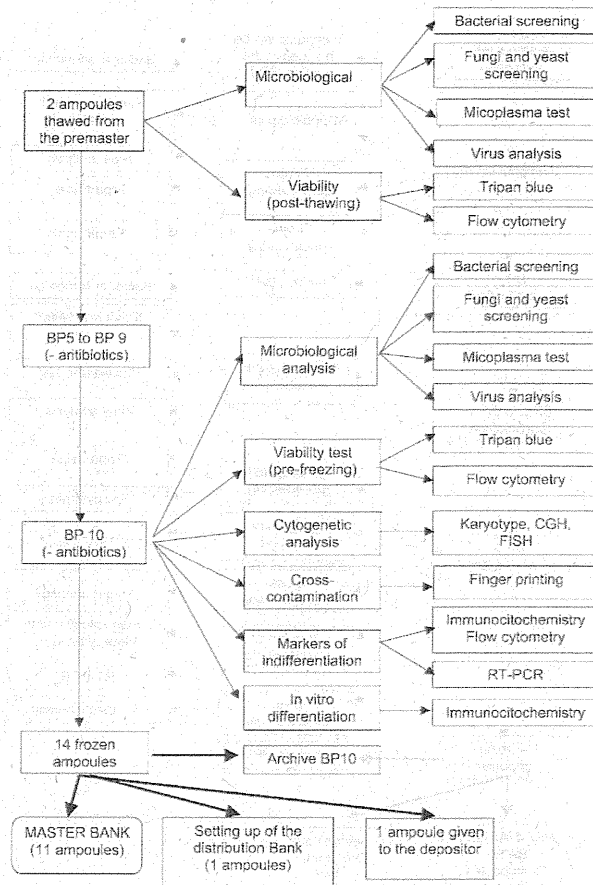 Bacterial screening
Fungi and yeast
screening
Microbiological
2 ampoules
thawed from
the premaster
Micoplasma test
Virus analysis
Viability
(post-thawing)
Tripan blue
Flow cytometry
Bacterial screening
Fungi and yeast
screening
BP5 to BP 9
(- antibiotics)
Microbiological
analysis
Micoplasma test
Virus analysis
Viability test
(pre-freezing)
Tripan blue
Flow cytometry
BP 10
(- antibiotics)
Cytogenetic
analysis
Karyotype, CGH,
FISH
Cross-
contamination
Finger printing
Markers of
indifferentiation
Immunocitochemistry
Flow cytometry
RT-PCR
In vitro
differentiation
Immunocitochemistry
14 frozen
ampoules
Archive BP10
MASTER BANK
(11 ampoules)
Setting up of the
distribution Bank
(1 ampoules)
1 ampoule given
to the depositor